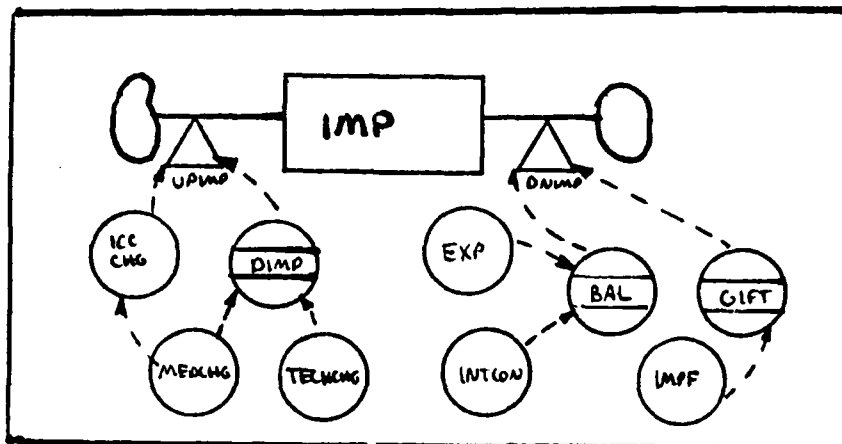 IMP
UPIMP
DNIMP
ICC
CHG
DIMP
EXP
BAL
GIFT
MEDCHG
TECHCHG
INTCON
IMPF